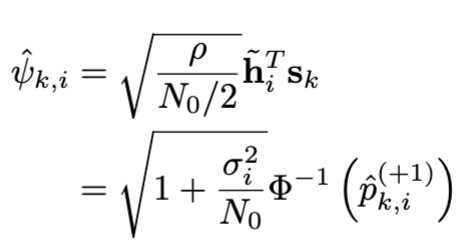 $\hat{\psi}_{k,i} = \sqrt{\frac{\rho}{N_0/2}} \tilde{\mathbf{h}}_i^T \mathbf{s}_k$
$= \sqrt{1 + \frac{\sigma_i^2}{N_0}} \Phi^{-1} \left( \hat{p}_{k,i}^{(+1)} \right)$